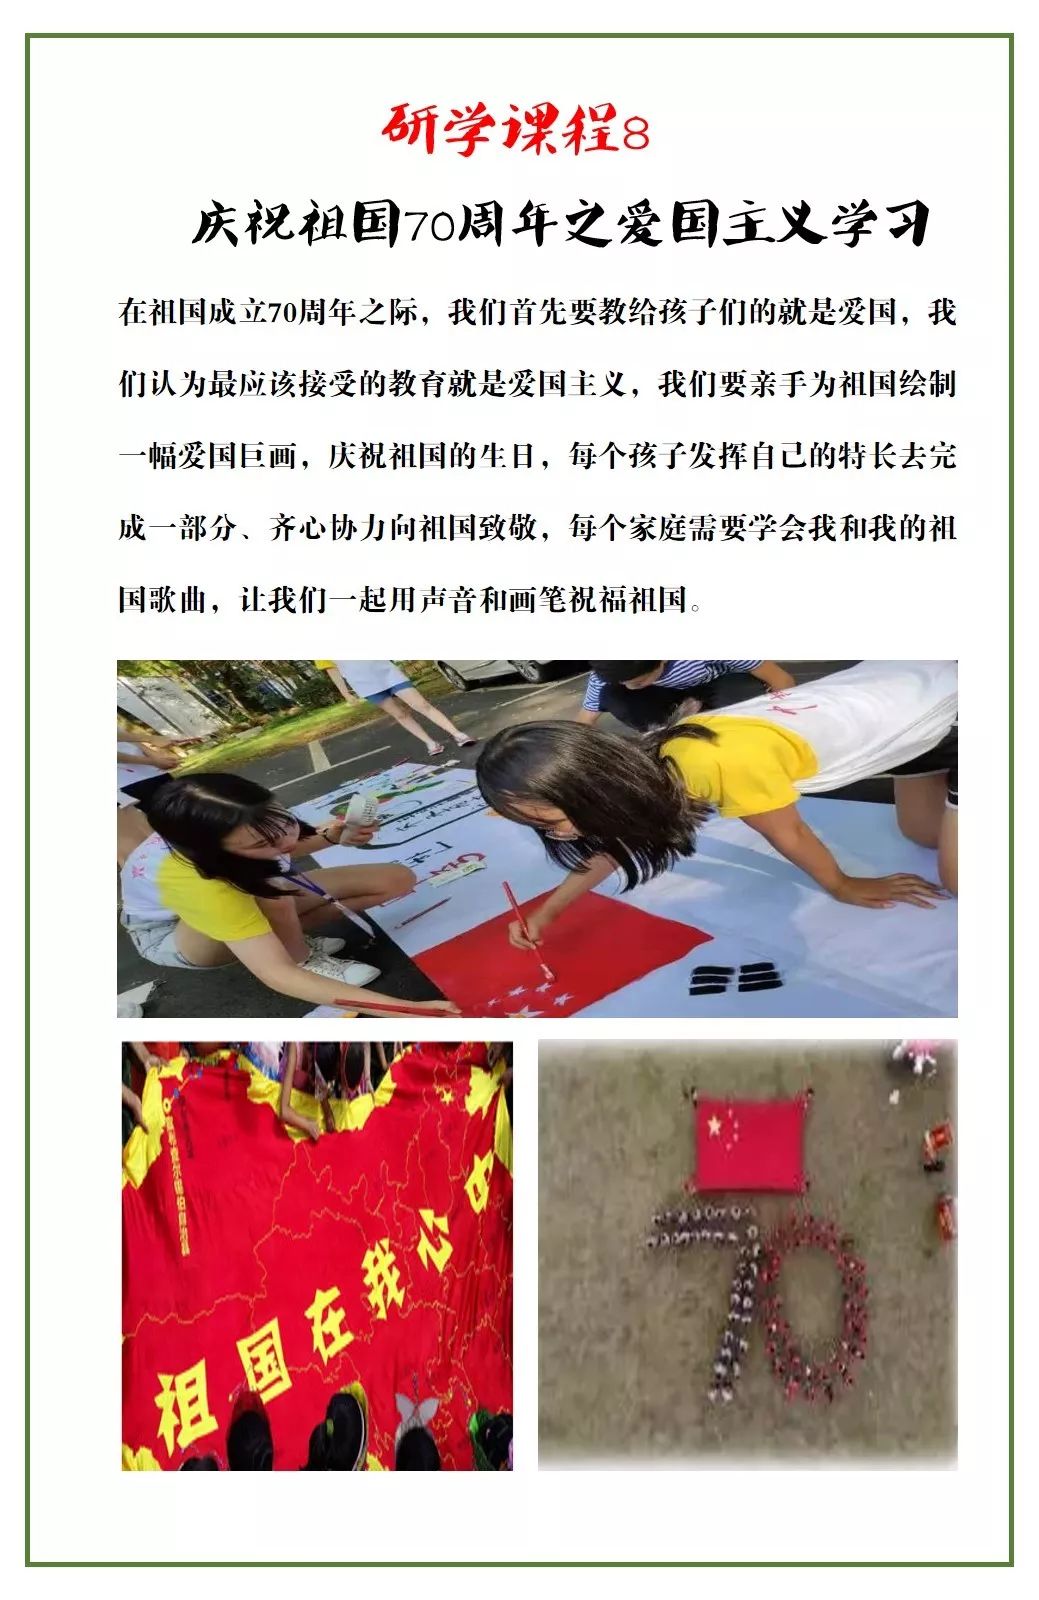 研学课程8
庆祝祖国70周年之爱国主义学习
在祖国成立70周年之际，我们首先要教给孩子们的就是爱国，我
们认为最应该接受的教育就是爱国主义，我们要亲手为祖国绘制
一幅爱国巨画，庆祝祖国的生日，每个孩子发挥自己的特长去完
成一部分、齐心协力向祖国致敬，每个家庭需要学会我和我的祖
国歌曲，让我们一起用声音和画笔祝福祖国。
祖国在我心中
70